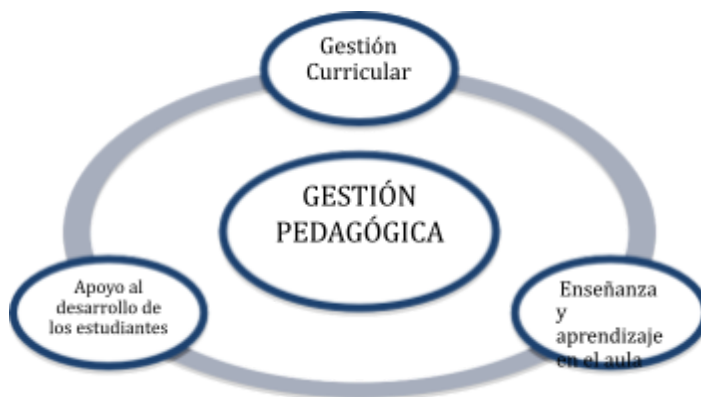 Gestión
Curricular
GESTIÓN
PEDAGÓGICA
Apoyo al
desarrollo de
los estudiantes
Enseñanza
y
aprendizaje
en el aula